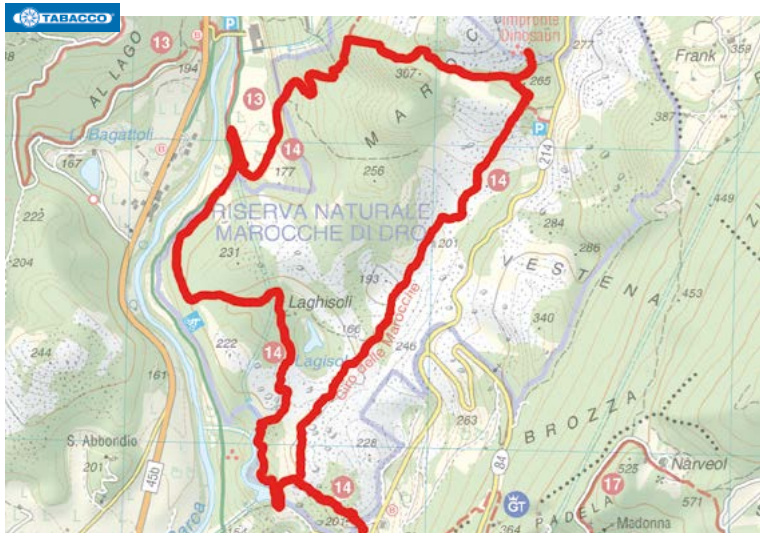 TABACCO
13
194
AL LAGO
L. Bagattoli
167
222
204
244
S. Abbondio
201
161
45b
P
13
14
177
307
MAROC
256
Impronte
Dinosauri
277
265
P
214
14
Frank
359
387
449
RISERVA NATURALE
MAROCCHE DI DRO
231
201
284
286
VESTENA
193
Laghisoli
166
222
14
246
Giro delle Marocche
340
453
263
BROZZA
228
14
201
84
GT
364
PADELA
17
525
Narveol
571
Madonna